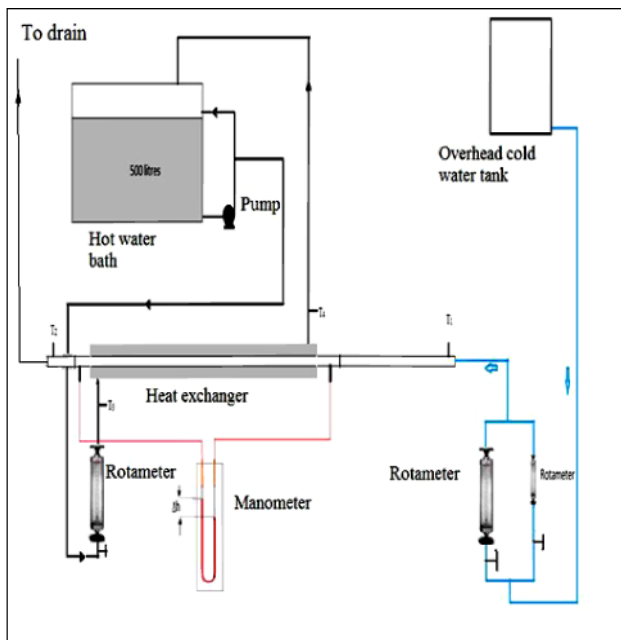 To drain
500 litres
Overhead cold
water tank
Pump
Hot water
bath
T₂
T₄
T₁
Heat exchanger
T₃
Rotameter
Manometer
Δh
Rotameter
Rotameter